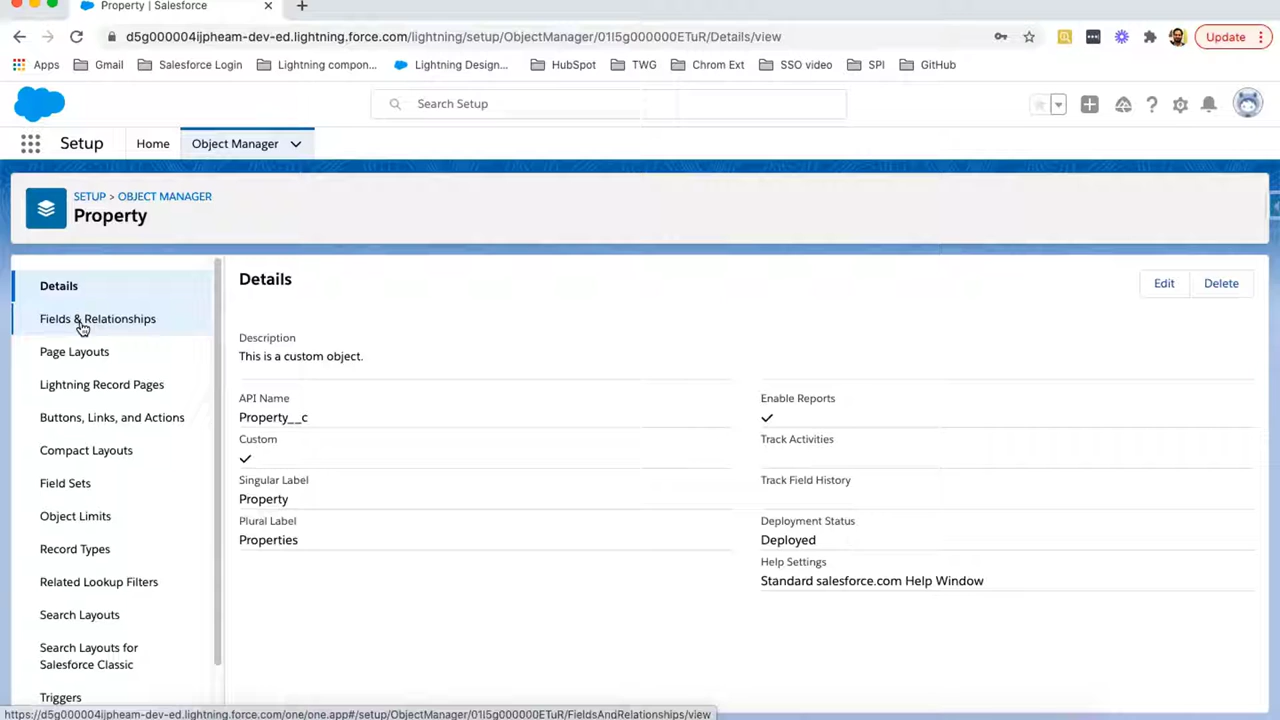 Property | Salesforce
d5g000004ijpheam-dev-ed.lightning.force.com/lightning/setup/ObjectManager/01I5g000000ETuR/Details/view
Update
Apps
Gmail
Salesforce Login
Lightning compon...
Lightning Design...
HubSpot
TWG
Chrom Ext
SSO video
SPI
GitHub
Search Setup
Setup
Home
Object Manager
SETUP > OBJECT MANAGER
Property
Details
Fields & Relationships
Page Layouts
Lightning Record Pages
Buttons, Links, and Actions
Compact Layouts
Field Sets
Object Limits
Record Types
Related Lookup Filters
Search Layouts
Search Layouts for
Salesforce Classic
Triggers
Details
Edit
Delete
Description
This is a custom object.
API Name
Property__c
Custom
Singular Label
Property
Plural Label
Properties
Enable Reports
Track Activities
Track Field History
Deployment Status
Deployed
Help Settings
Standard salesforce.com Help Window
https://d5g000004ijpheam-dev-ed.lightning.force.com/one/one.app#/setup/ObjectManager/01I5g000000ETuR/FieldsAndRelationships/view